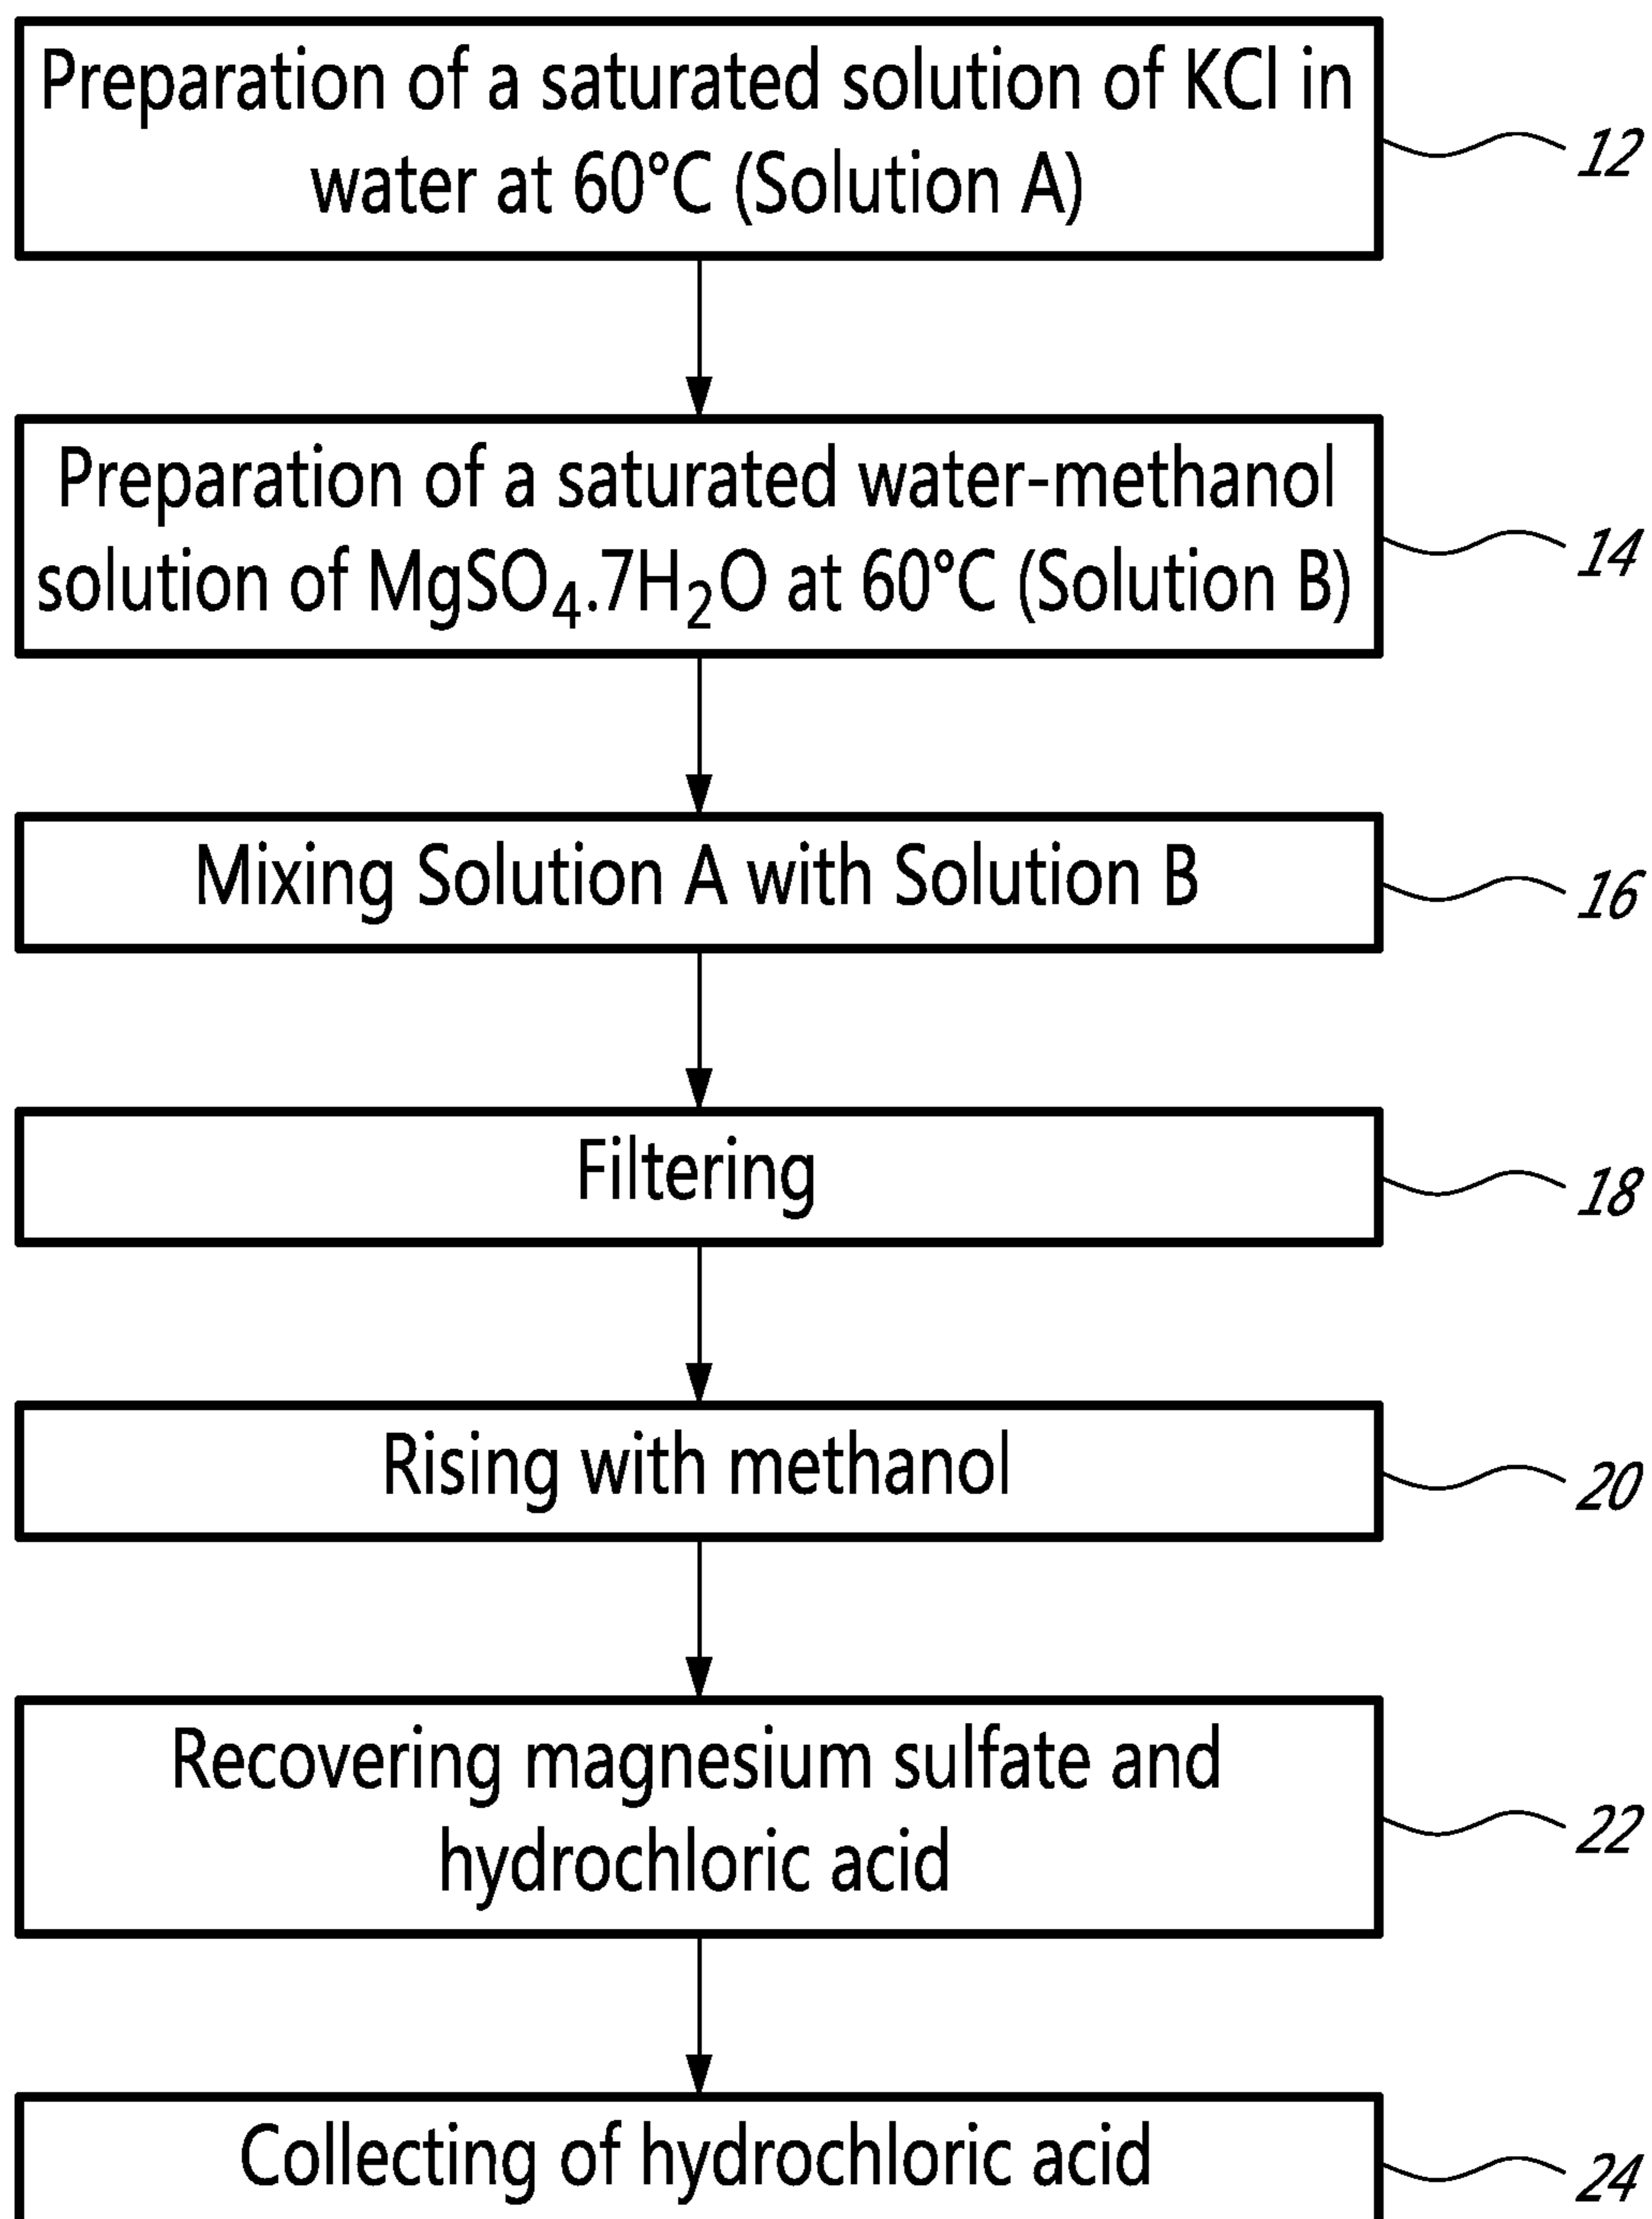 Preparation of a saturated solution of KCl in
water at 60°C (Solution A)
12
Preparation of a saturated water-methanol
solution of MgSO₄.7H₂O at 60°C (Solution B)
14
Mixing Solution A with Solution B
16
Filtering
18
Rising with methanol
20
Recovering magnesium sulfate and
hydrochloric acid
22
Collecting of hydrochloric acid
24